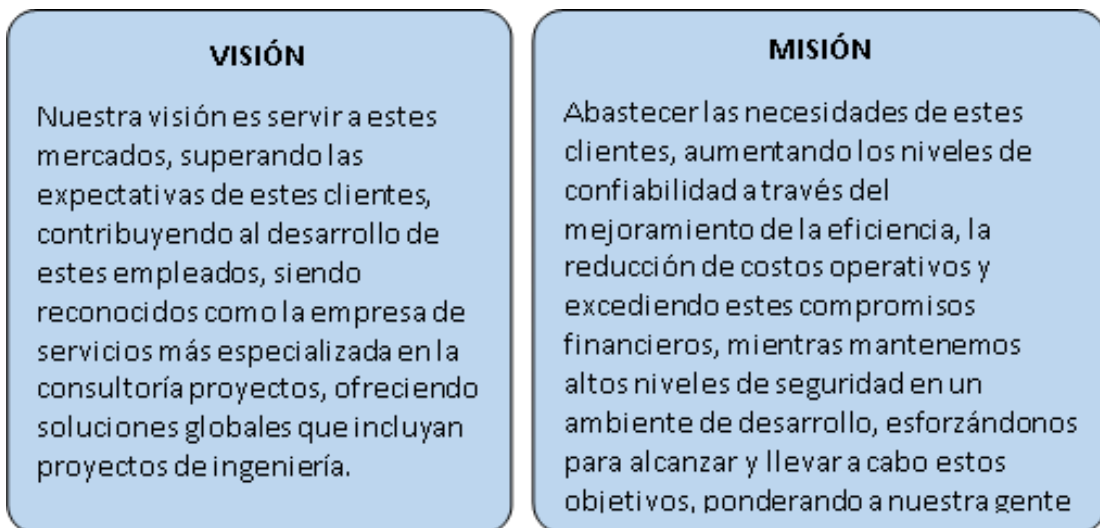 VISIÓN
Nuestra visión es servir a estes
mercados, superando las
expectativas de estes clientes,
contribuyendo al desarrollo de
estes empleados, siendo
reconocidos como la empresa de
servicios más especializada en la
consultoría proyectos, ofreciendo
soluciones globales que incluyan
proyectos de ingeniería.
MISIÓN
Abastecer las necesidades de estes
clientes, aumentando los niveles de
confiabilidad a través del
mejoramiento de la eficiencia, la
reducción de costos operativos y
excediendo estes compromisos
financieros, mientras mantenemos
altos niveles de seguridad en un
ambiente de desarrollo, esforzándonos
para alcanzar y llevar a cabo estos
objetivos, ponderando a nuestra gente